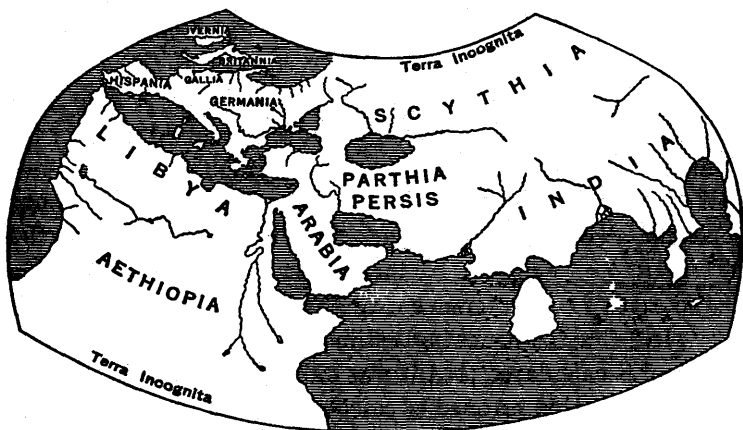 IVERNIA
BRITANNIA
Terra Incognita
HISPANIA
GALLIA
GERMANIA
SCYTHIA
LIBYA
PARTHIA
PERSIS
INDIA
ARABIA
AETHIOPIA
Terra Incognita